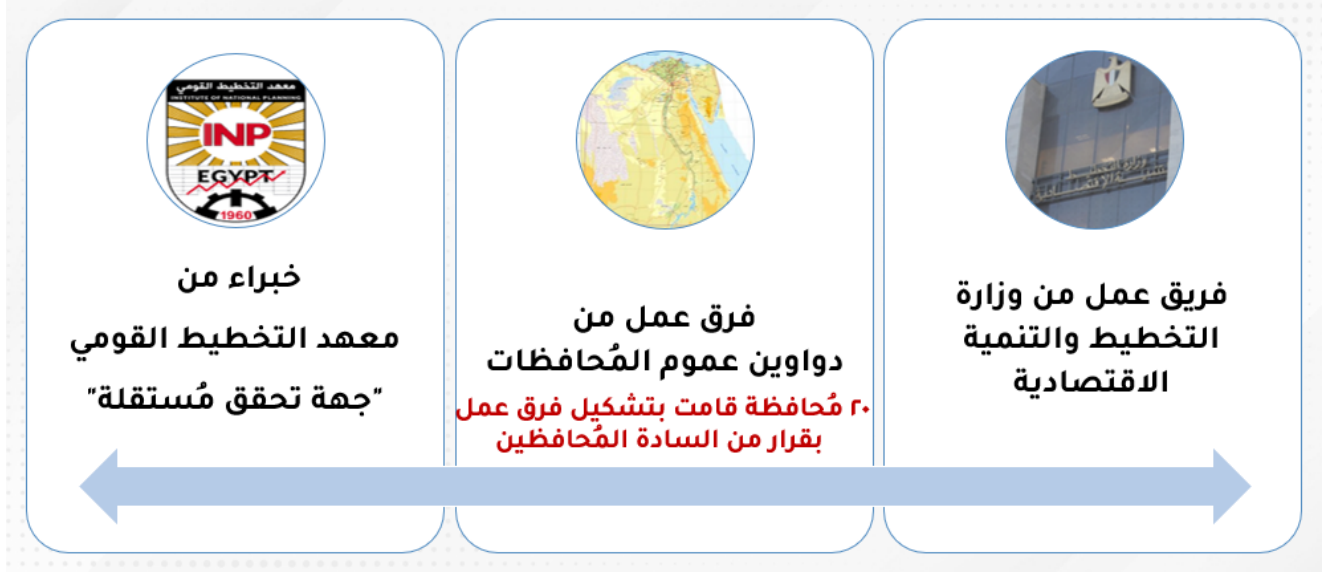 فريق عمل من وزارة
التخطيط والتنمية
الاقتصادية
فرق عمل من
دواوين عموم المُحافظات
٢٠ مُحافظة قامت بتشكيل فرق عمل
بقرار من السادة المُحافظين
معهد التخطيط القومي
INSTITUTE OF NATIONAL PLANNING
INP
EGYPT
1960
خبراء من
معهد التخطيط القومي
"جهة تحقق مُستقلة"